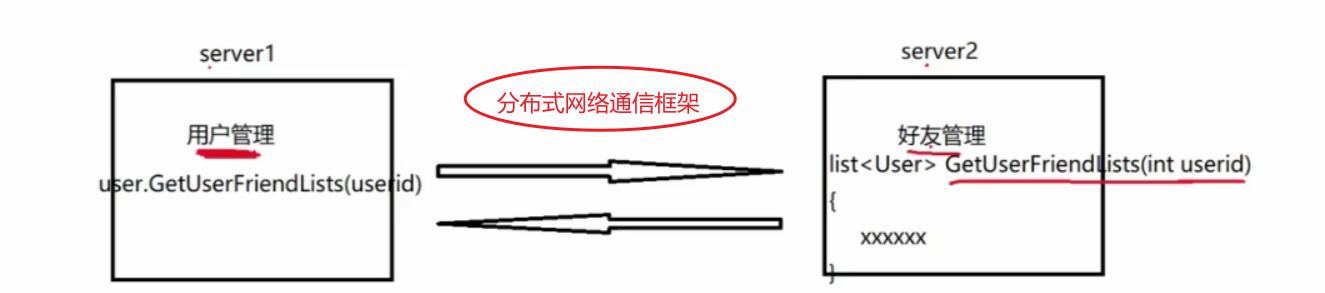 server1
server2
分布式网络通信框架
用户管理
user.GetUserFriendLists(userid)
好友管理
list<User> GetUserFriendLists(int userid)
{
xxxxxx
}